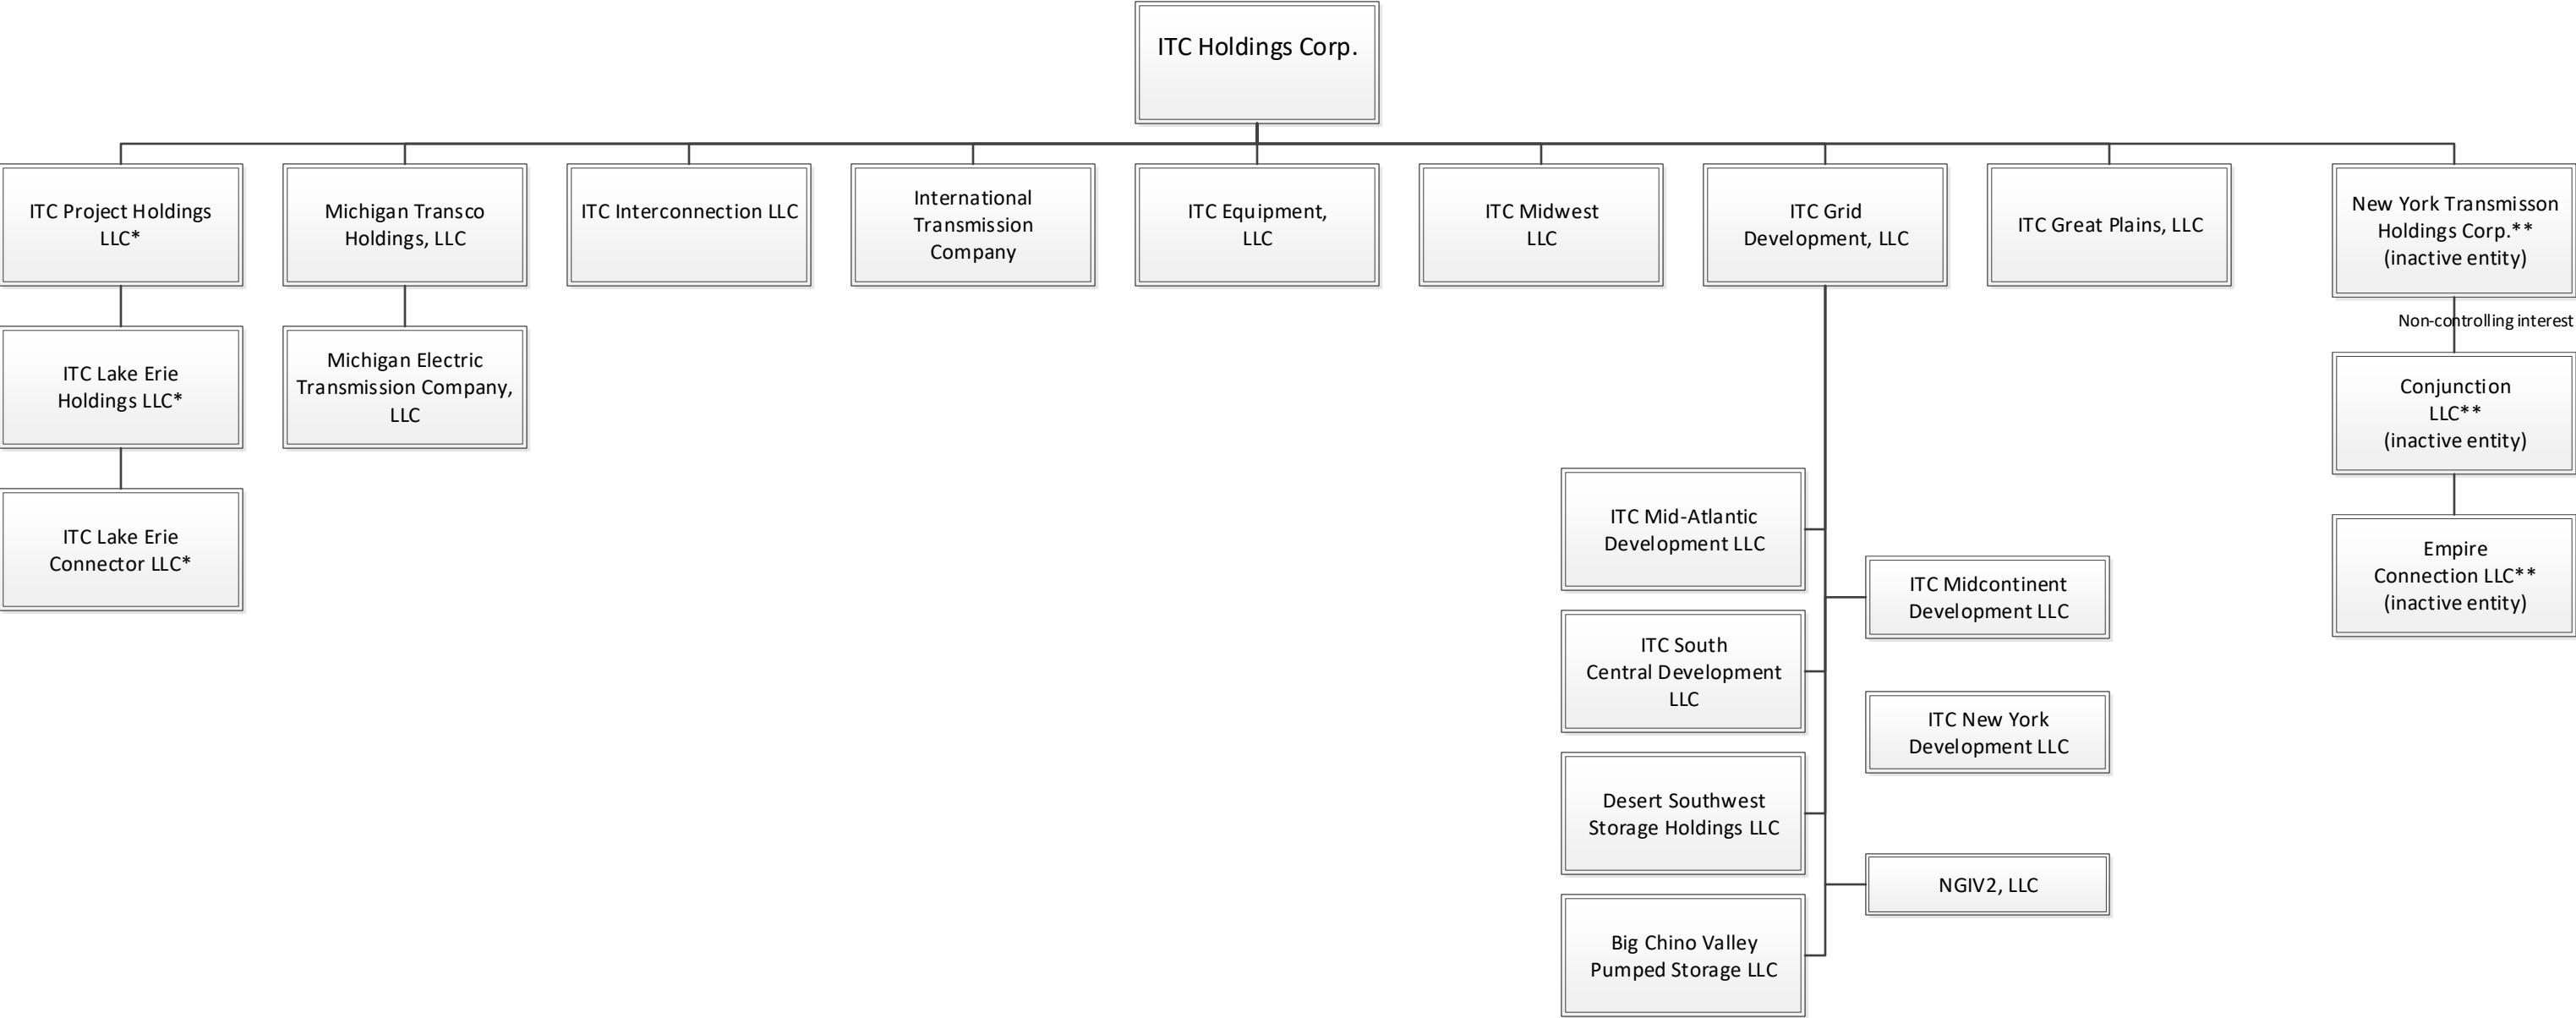 ITC Holdings Corp.
ITC Project Holdings
LLC*
Michigan Transco
Holdings, LLC
ITC Interconnection LLC
International
Transmission
Company
ITC Equipment,
LLC
ITC Midwest
LLC
ITC Grid
Development, LLC
ITC Great Plains, LLC
New York Transmisson
Holdings Corp.**
(inactive entity)
Non-controlling interest
ITC Lake Erie
Holdings LLC*
Michigan Electric
Transmission Company,
LLC
Conjunction
LLC**
(inactive entity)
ITC Lake Erie
Connector LLC*
ITC Mid-Atlantic
Development LLC
Empire
Connection LLC**
(inactive entity)
ITC Midcontinent
Development LLC
ITC South
Central Development
LLC
ITC New York
Development LLC
Desert Southwest
Storage Holdings LLC
NGIV2, LLC
Big Chino Valley
Pumped Storage LLC